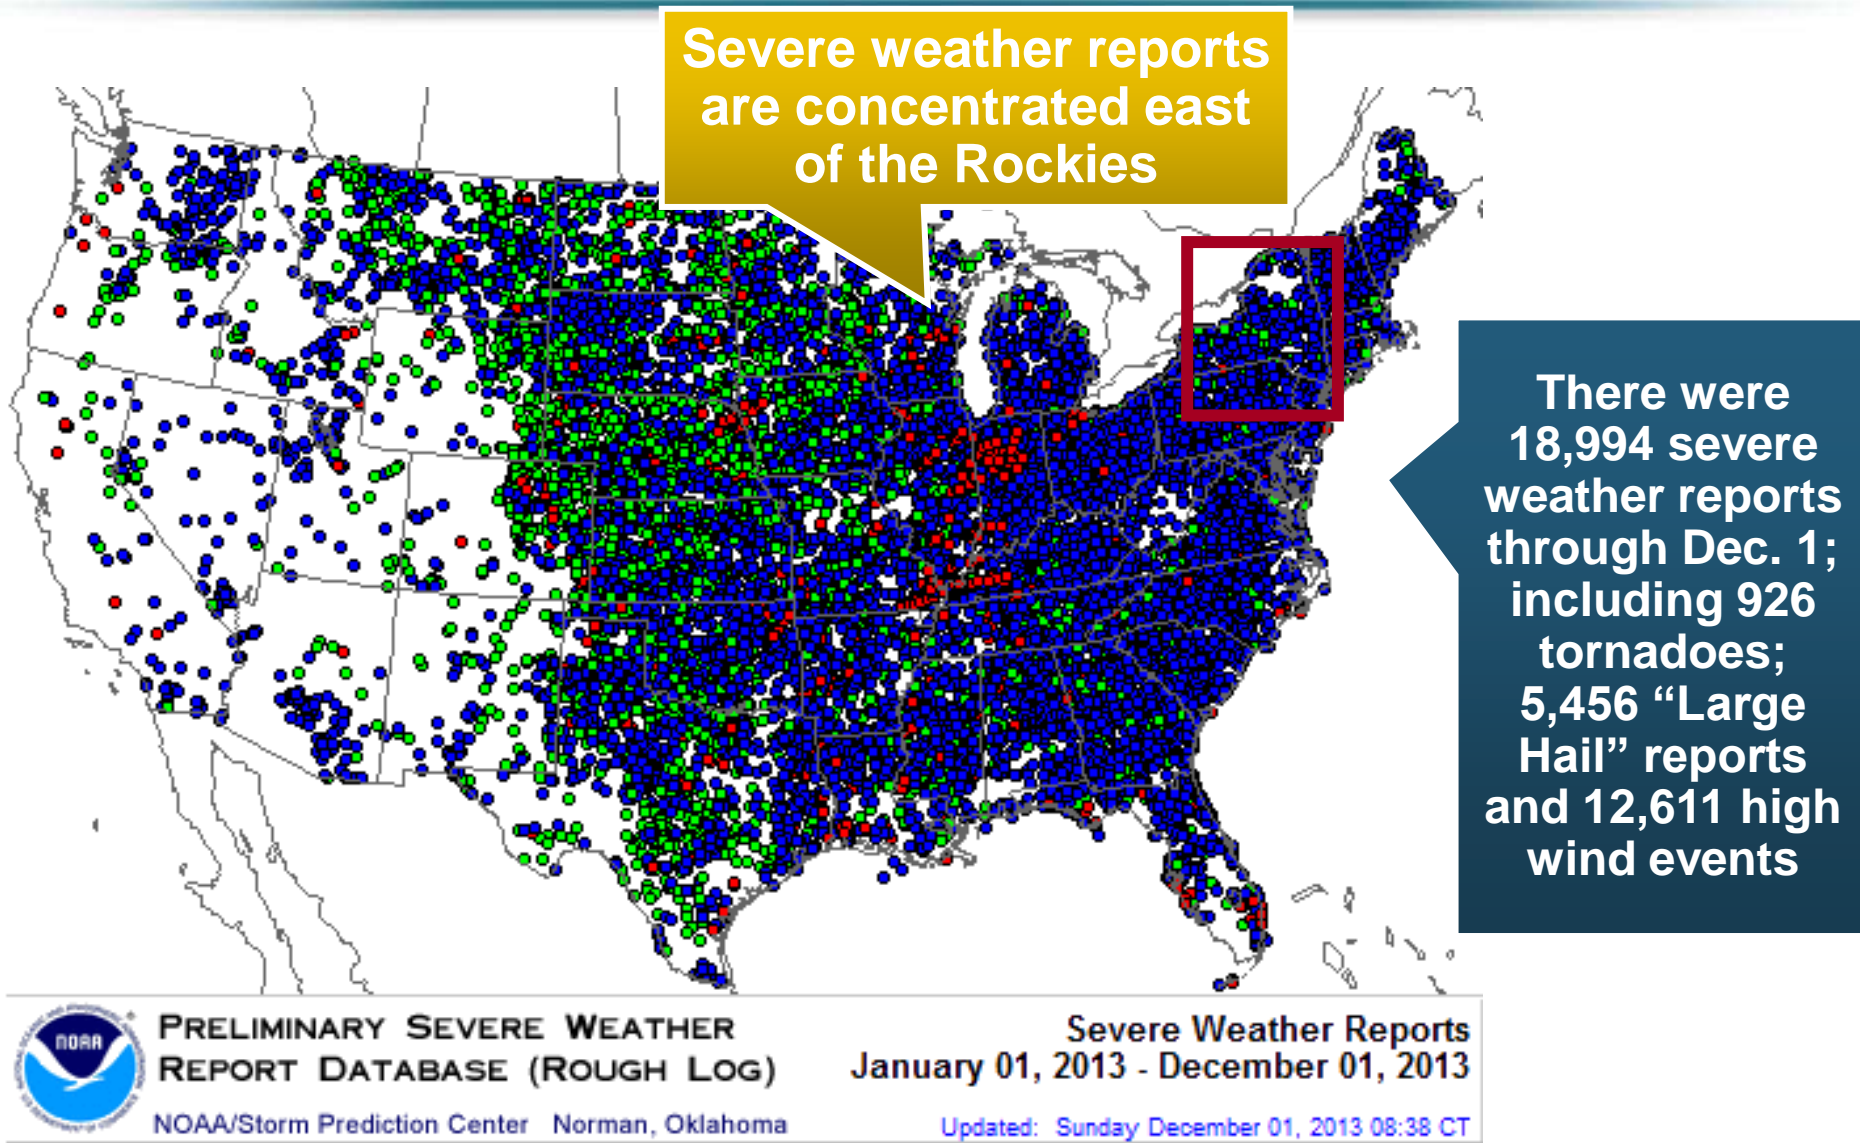 Severe weather reports
are concentrated east
of the Rockies
There were
18,994 severe
weather reports
through Dec. 1;
including 926
tornadoes;
5,456 “Large
Hail” reports
and 12,611 high
wind events
NOAA
PRELIMINARY SEVERE WEATHER
REPORT DATABASE (ROUGH LOG)
NOAA/Storm Prediction Center Norman, Oklahoma
Severe Weather Reports
January 01, 2013 - December 01, 2013
Updated: Sunday December 01, 2013 08:38 CT